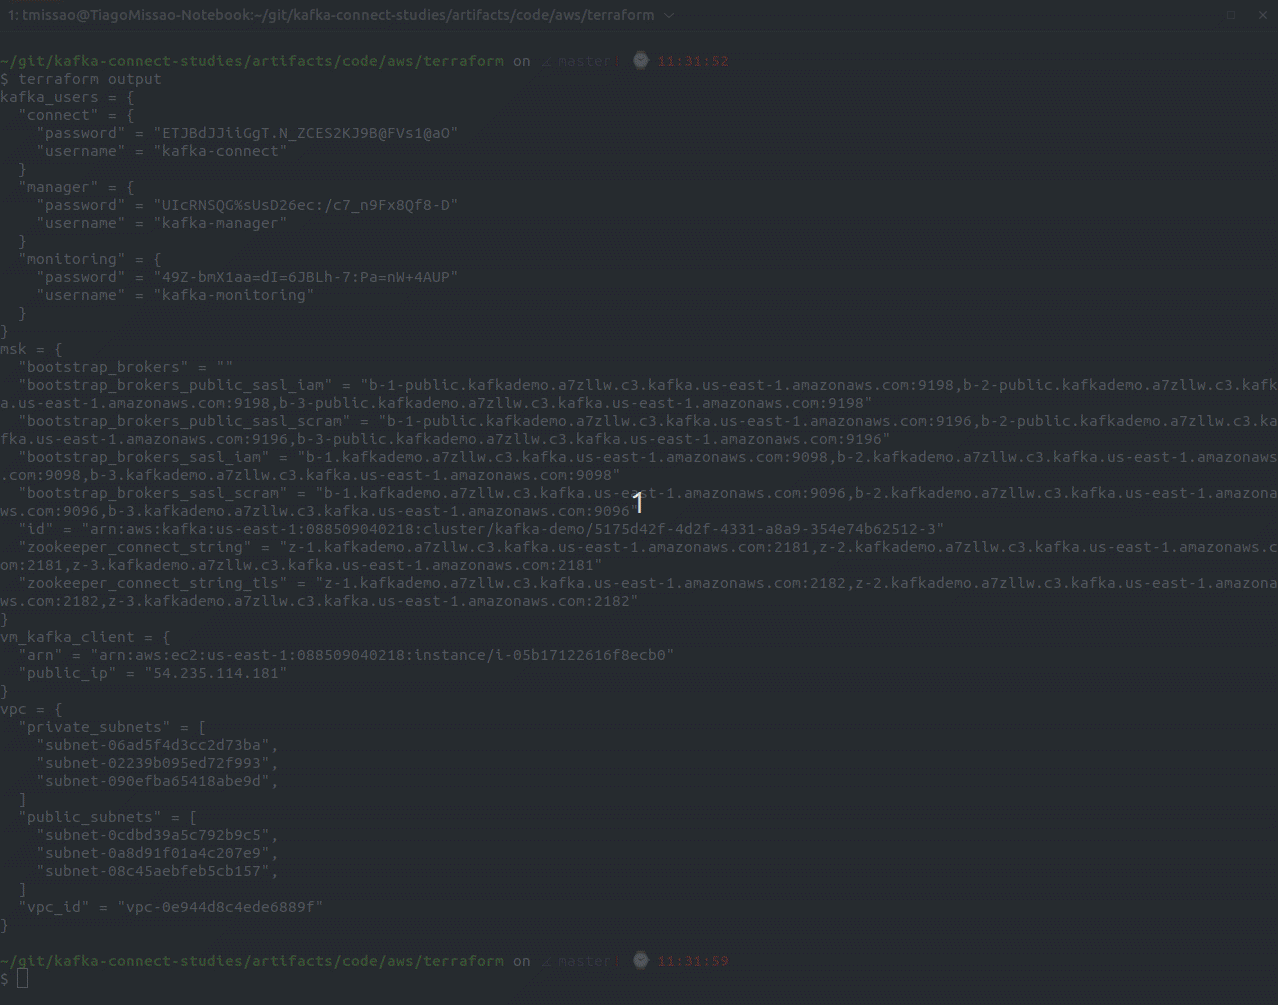 1: tmissao@TiagoMissao-Notebook:~/git/kafka-connect-studies/artifacts/code/aws/terraform
~/git/kafka-connect-studies/artifacts/code/aws/terraform on master! 11:31:52
$ terraform output
kafka_users = {
  "connect" = {
    "password" = "ETJBdJJiiGgT.N_ZCES2KJ9B@FVs1@aO"
    "username" = "kafka-connect"
  }
  "manager" = {
    "password" = "UIcRNSQG%sUsD26ec:/c7_n9Fx8Qf8-D"
    "username" = "kafka-manager"
  }
  "monitoring" = {
    "password" = "49Z-bmX1aa=dI=6JBLh-7:Pa=nW+4AUP"
    "username" = "kafka-monitoring"
  }
}
msk = {
  "bootstrap_brokers" = ""
  "bootstrap_brokers_public_sasl_iam" = "b-1-public.kafkademo.a7zllw.c3.kafka.us-east-1.amazonaws.com:9198,b-2-public.kafkademo.a7zllw.c3.kafk
a.us-east-1.amazonaws.com:9198,b-3-public.kafkademo.a7zllw.c3.kafka.us-east-1.amazonaws.com:9198"
  "bootstrap_brokers_public_sasl_scram" = "b-1-public.kafkademo.a7zllw.c3.kafka.us-east-1.amazonaws.com:9196,b-2-public.kafkademo.a7zllw.c3.ka
fka.us-east-1.amazonaws.com:9196,b-3-public.kafkademo.a7zllw.c3.kafka.us-east-1.amazonaws.com:9196"
  "bootstrap_brokers_sasl_iam" = "b-1.kafkademo.a7zllw.c3.kafka.us-east-1.amazonaws.com:9098,b-2.kafkademo.a7zllw.c3.kafka.us-east-1.amazonaws
.com:9098,b-3.kafkademo.a7zllw.c3.kafka.us-east-1.amazonaws.com:9098"
  "bootstrap_brokers_sasl_scram" = "b-1.kafkademo.a7zllw.c3.kafka.us-east-1.amazonaws.com:9096,b-2.kafkademo.a7zllw.c3.kafka.us-east-1.amazona
ws.com:9096,b-3.kafkademo.a7zllw.c3.kafka.us-east-1.amazonaws.com:9096"
1
  "id" = "arn:aws:kafka:us-east-1:088509040218:cluster/kafka-demo/5175d42f-4d2f-4331-a8a9-354e74b62512-3"
  "zookeeper_connect_string" = "z-1.kafkademo.a7zllw.c3.kafka.us-east-1.amazonaws.com:2181,z-2.kafkademo.a7zllw.c3.kafka.us-east-1.amazonaws.c
om:2181,z-3.kafkademo.a7zllw.c3.kafka.us-east-1.amazonaws.com:2181"
  "zookeeper_connect_string_tls" = "z-1.kafkademo.a7zllw.c3.kafka.us-east-1.amazonaws.com:2182,z-2.kafkademo.a7zllw.c3.kafka.us-east-1.amazona
ws.com:2182,z-3.kafkademo.a7zllw.c3.kafka.us-east-1.amazonaws.com:2182"
}
vm_kafka_client = {
  "arn" = "arn:aws:ec2:us-east-1:088509040218:instance/i-05b17122616f8ecb0"
  "public_ip" = "54.235.114.181"
}
vpc = {
  "private_subnets" = [
    "subnet-06ad5f4d3cc2d73ba",
    "subnet-02239b095ed72f993",
    "subnet-090efba65418abe9d",
  ]
  "public_subnets" = [
    "subnet-0cdbd39a5c792b9c5",
    "subnet-0a8d91f01a4c207e9",
    "subnet-08c45aebfeb5cb157",
  ]
  "vpc_id" = "vpc-0e944d8c4ede6889f"
}
~/git/kafka-connect-studies/artifacts/code/aws/terraform on master! 11:31:59
$